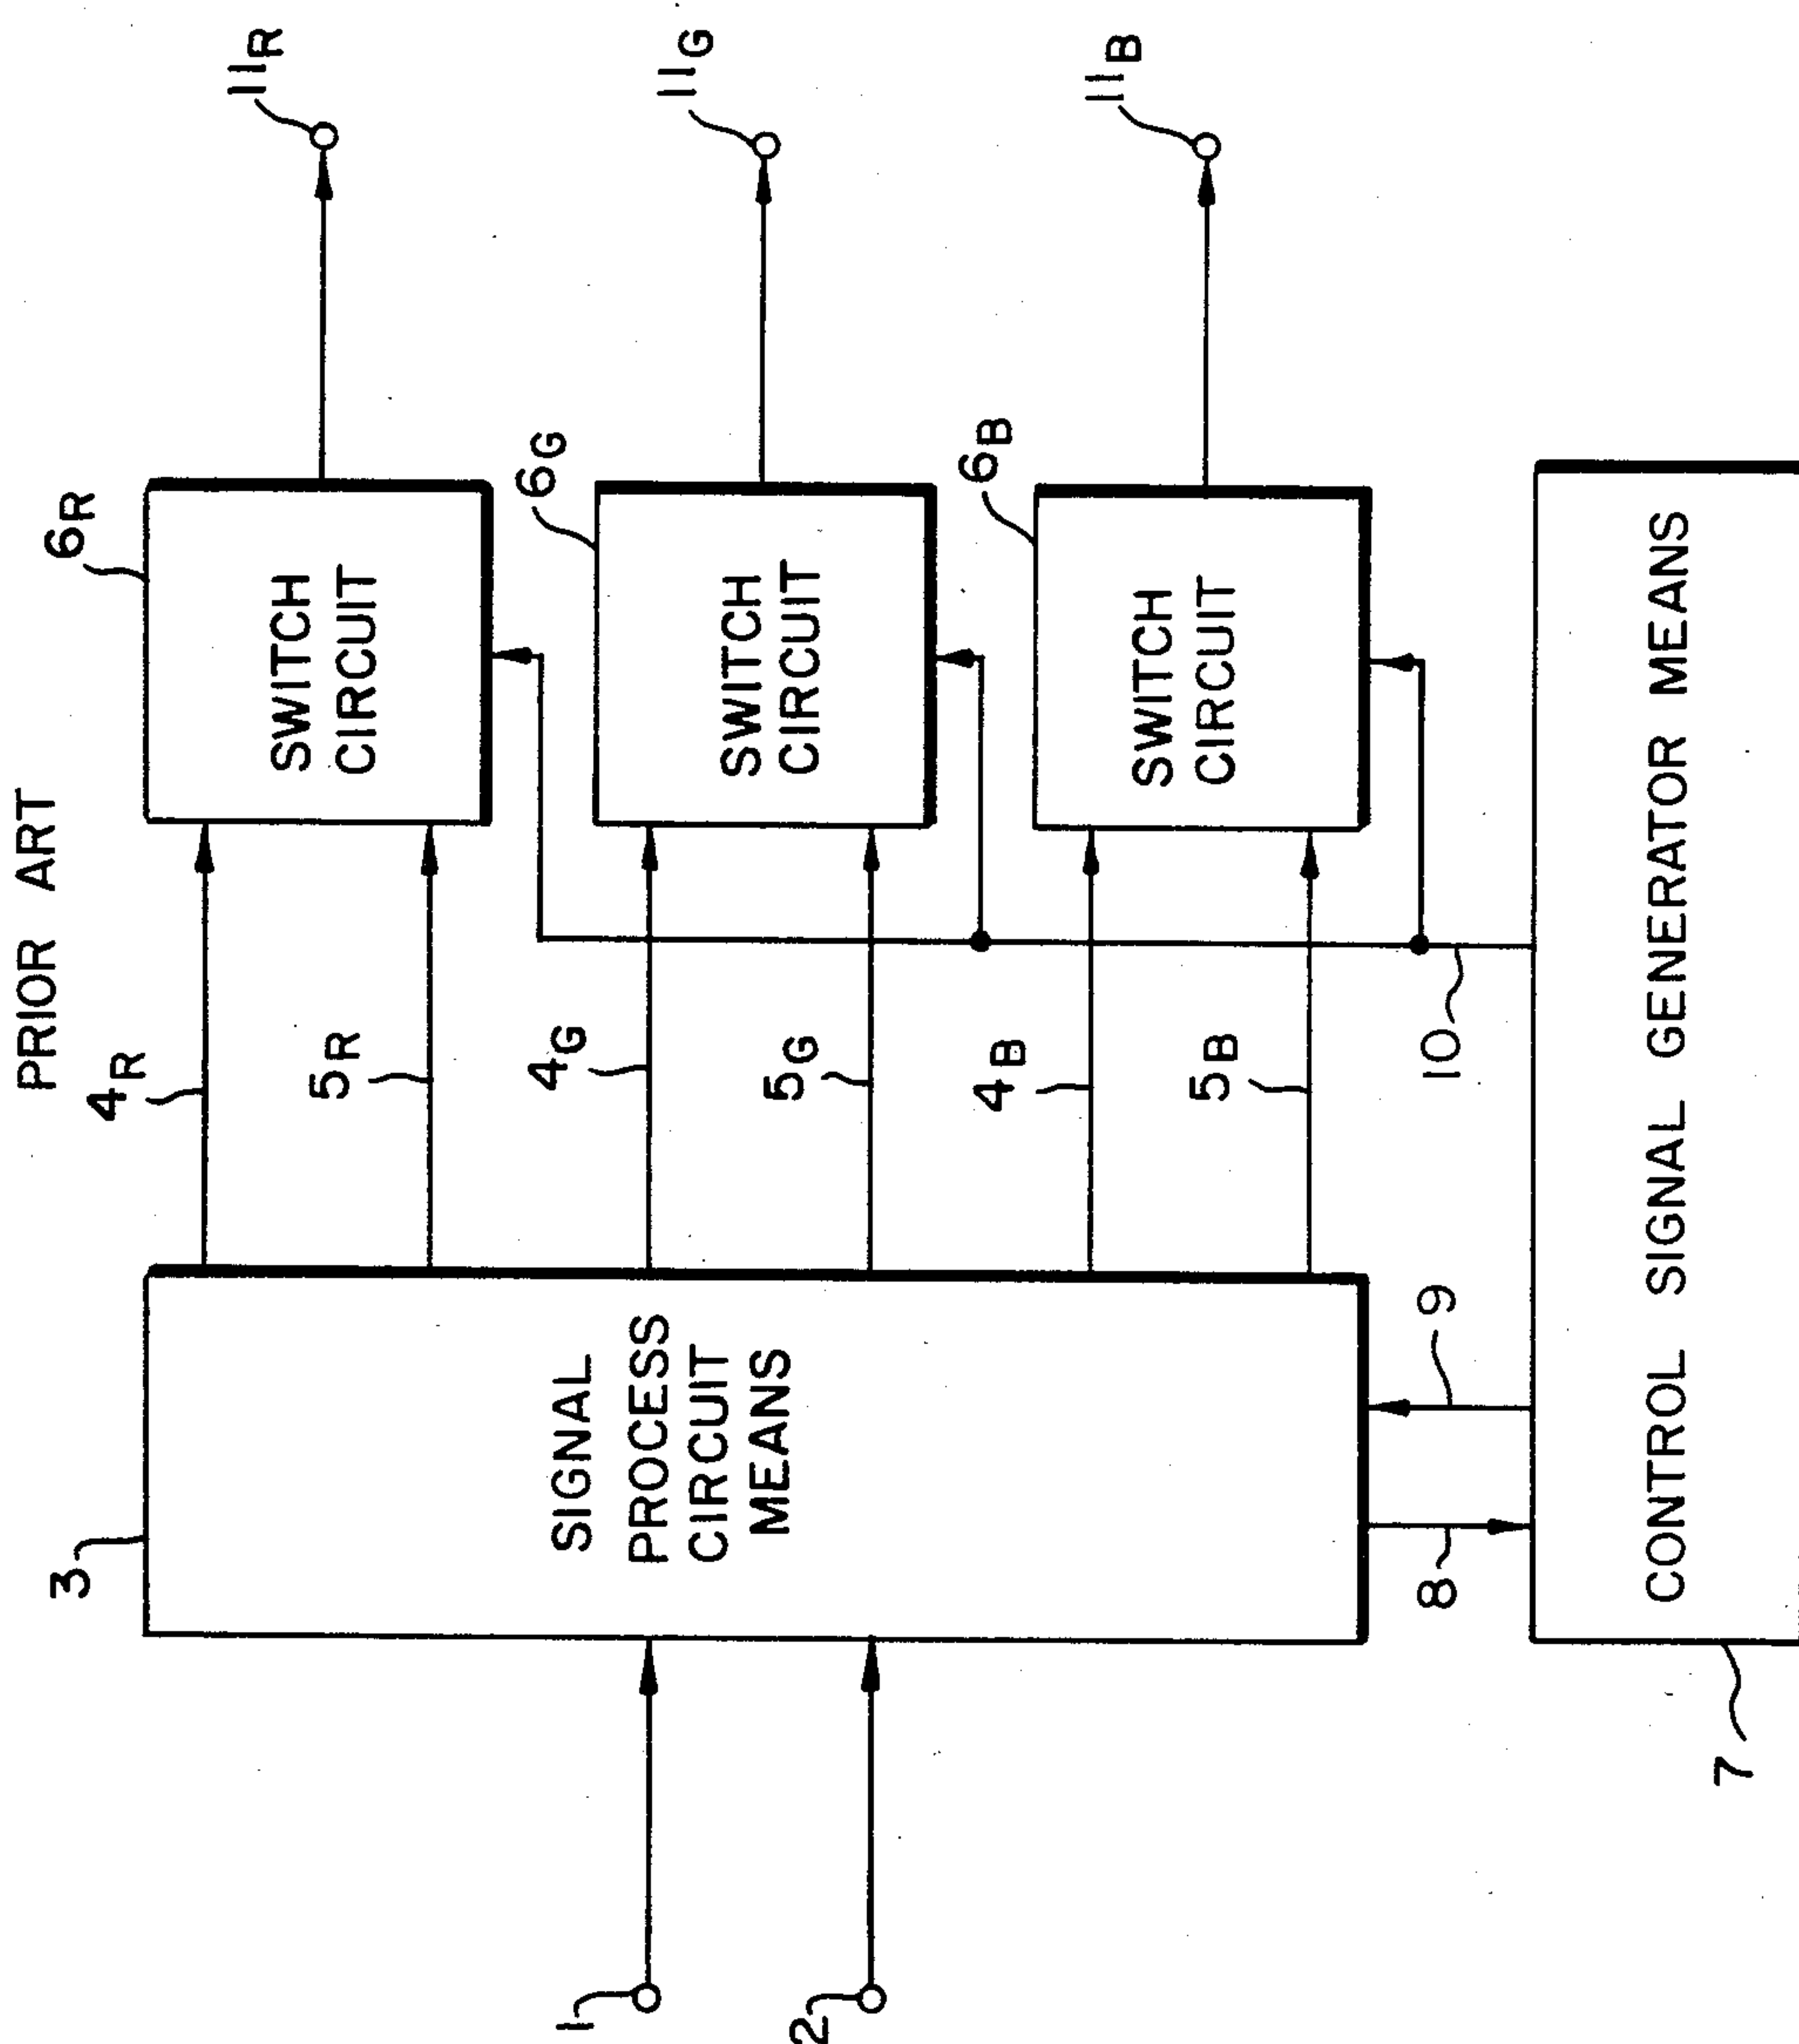 PRIOR ART
1
2
3
SIGNAL
PROCESS
CIRCUIT
MEANS
4R
5R
4G
5G
4B
5B
6R
SWITCH
CIRCUIT
6G
SWITCH
CIRCUIT
6B
SWITCH
CIRCUIT
11R
11G
11B
8
9
10
7
CONTROL SIGNAL GENERATOR MEANS